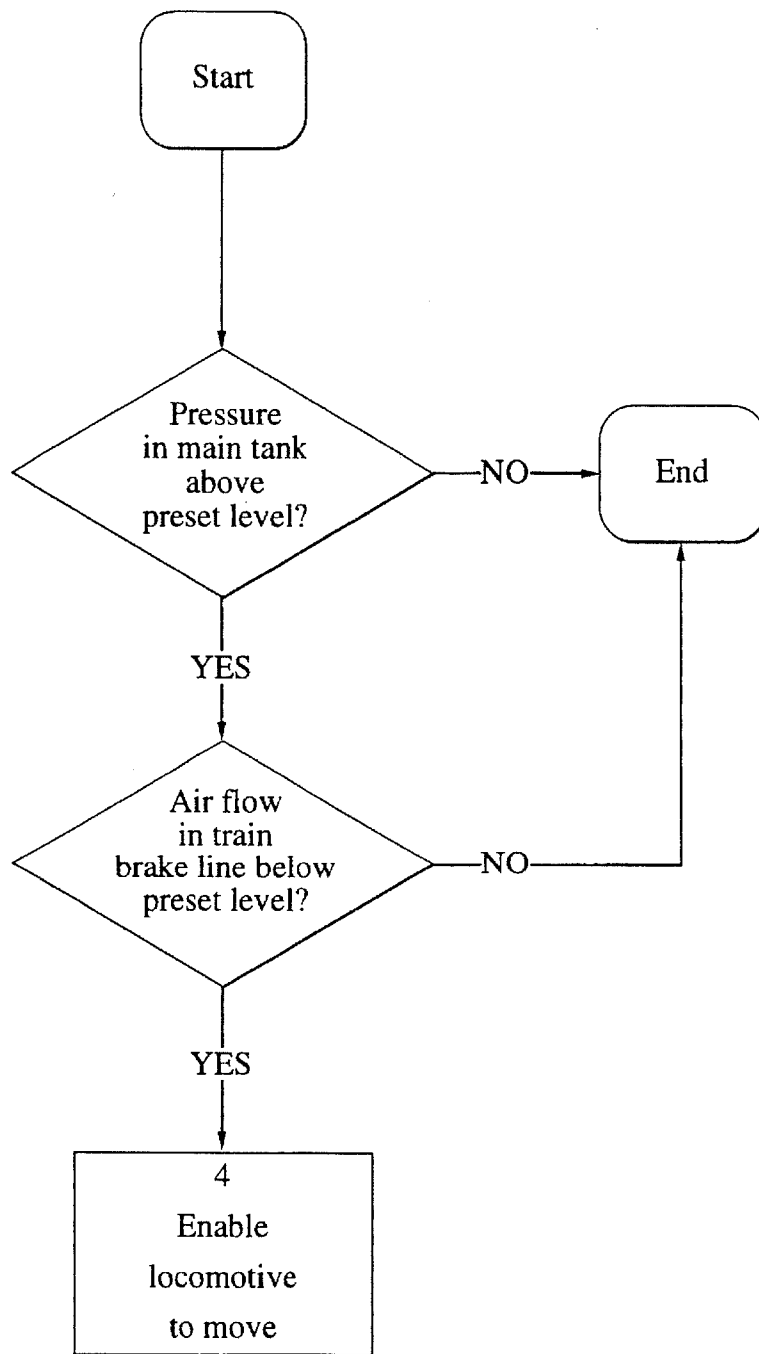 Start
Pressure
in main tank
above
preset level?
NO
End
YES
Air flow
in train
brake line below
preset level?
NO
YES
4
Enable
locomotive
to move